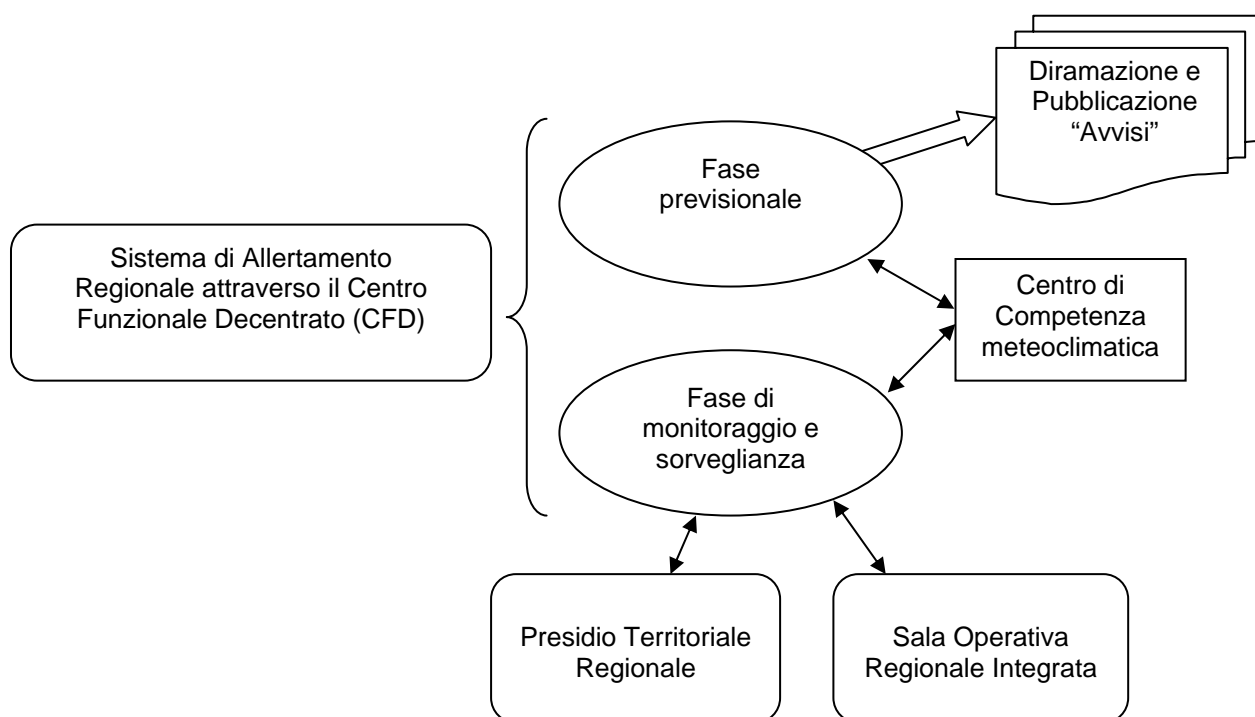 Diramazione e
Pubblicazione
“Avvisi”
Fase
previsionale
Sistema di Allertamento
Regionale attraverso il Centro
Funzionale Decentrato (CFD)
Centro di
Competenza
meteoclimatica
Fase di
monitoraggio e
sorveglianza
Presidio Territoriale
Regionale
Sala Operativa
Regionale Integrata